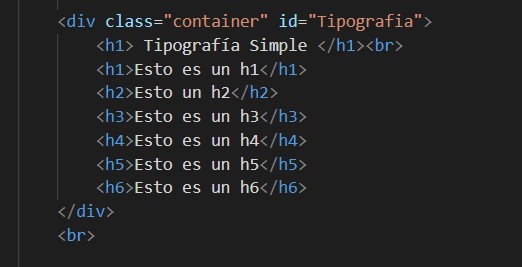 <div class="container" id="Tipografia">
<h1> Tipografía Simple </h1><br>
<h1>Esto es un h1</h1>
<h2>Esto un h2</h2>
<h3>Esto es un h3</h3>
<h4>Esto es un h4</h4>
<h5>Esto es un h5</h5>
<h6>Esto es un h6</h6>
</div>
<br>